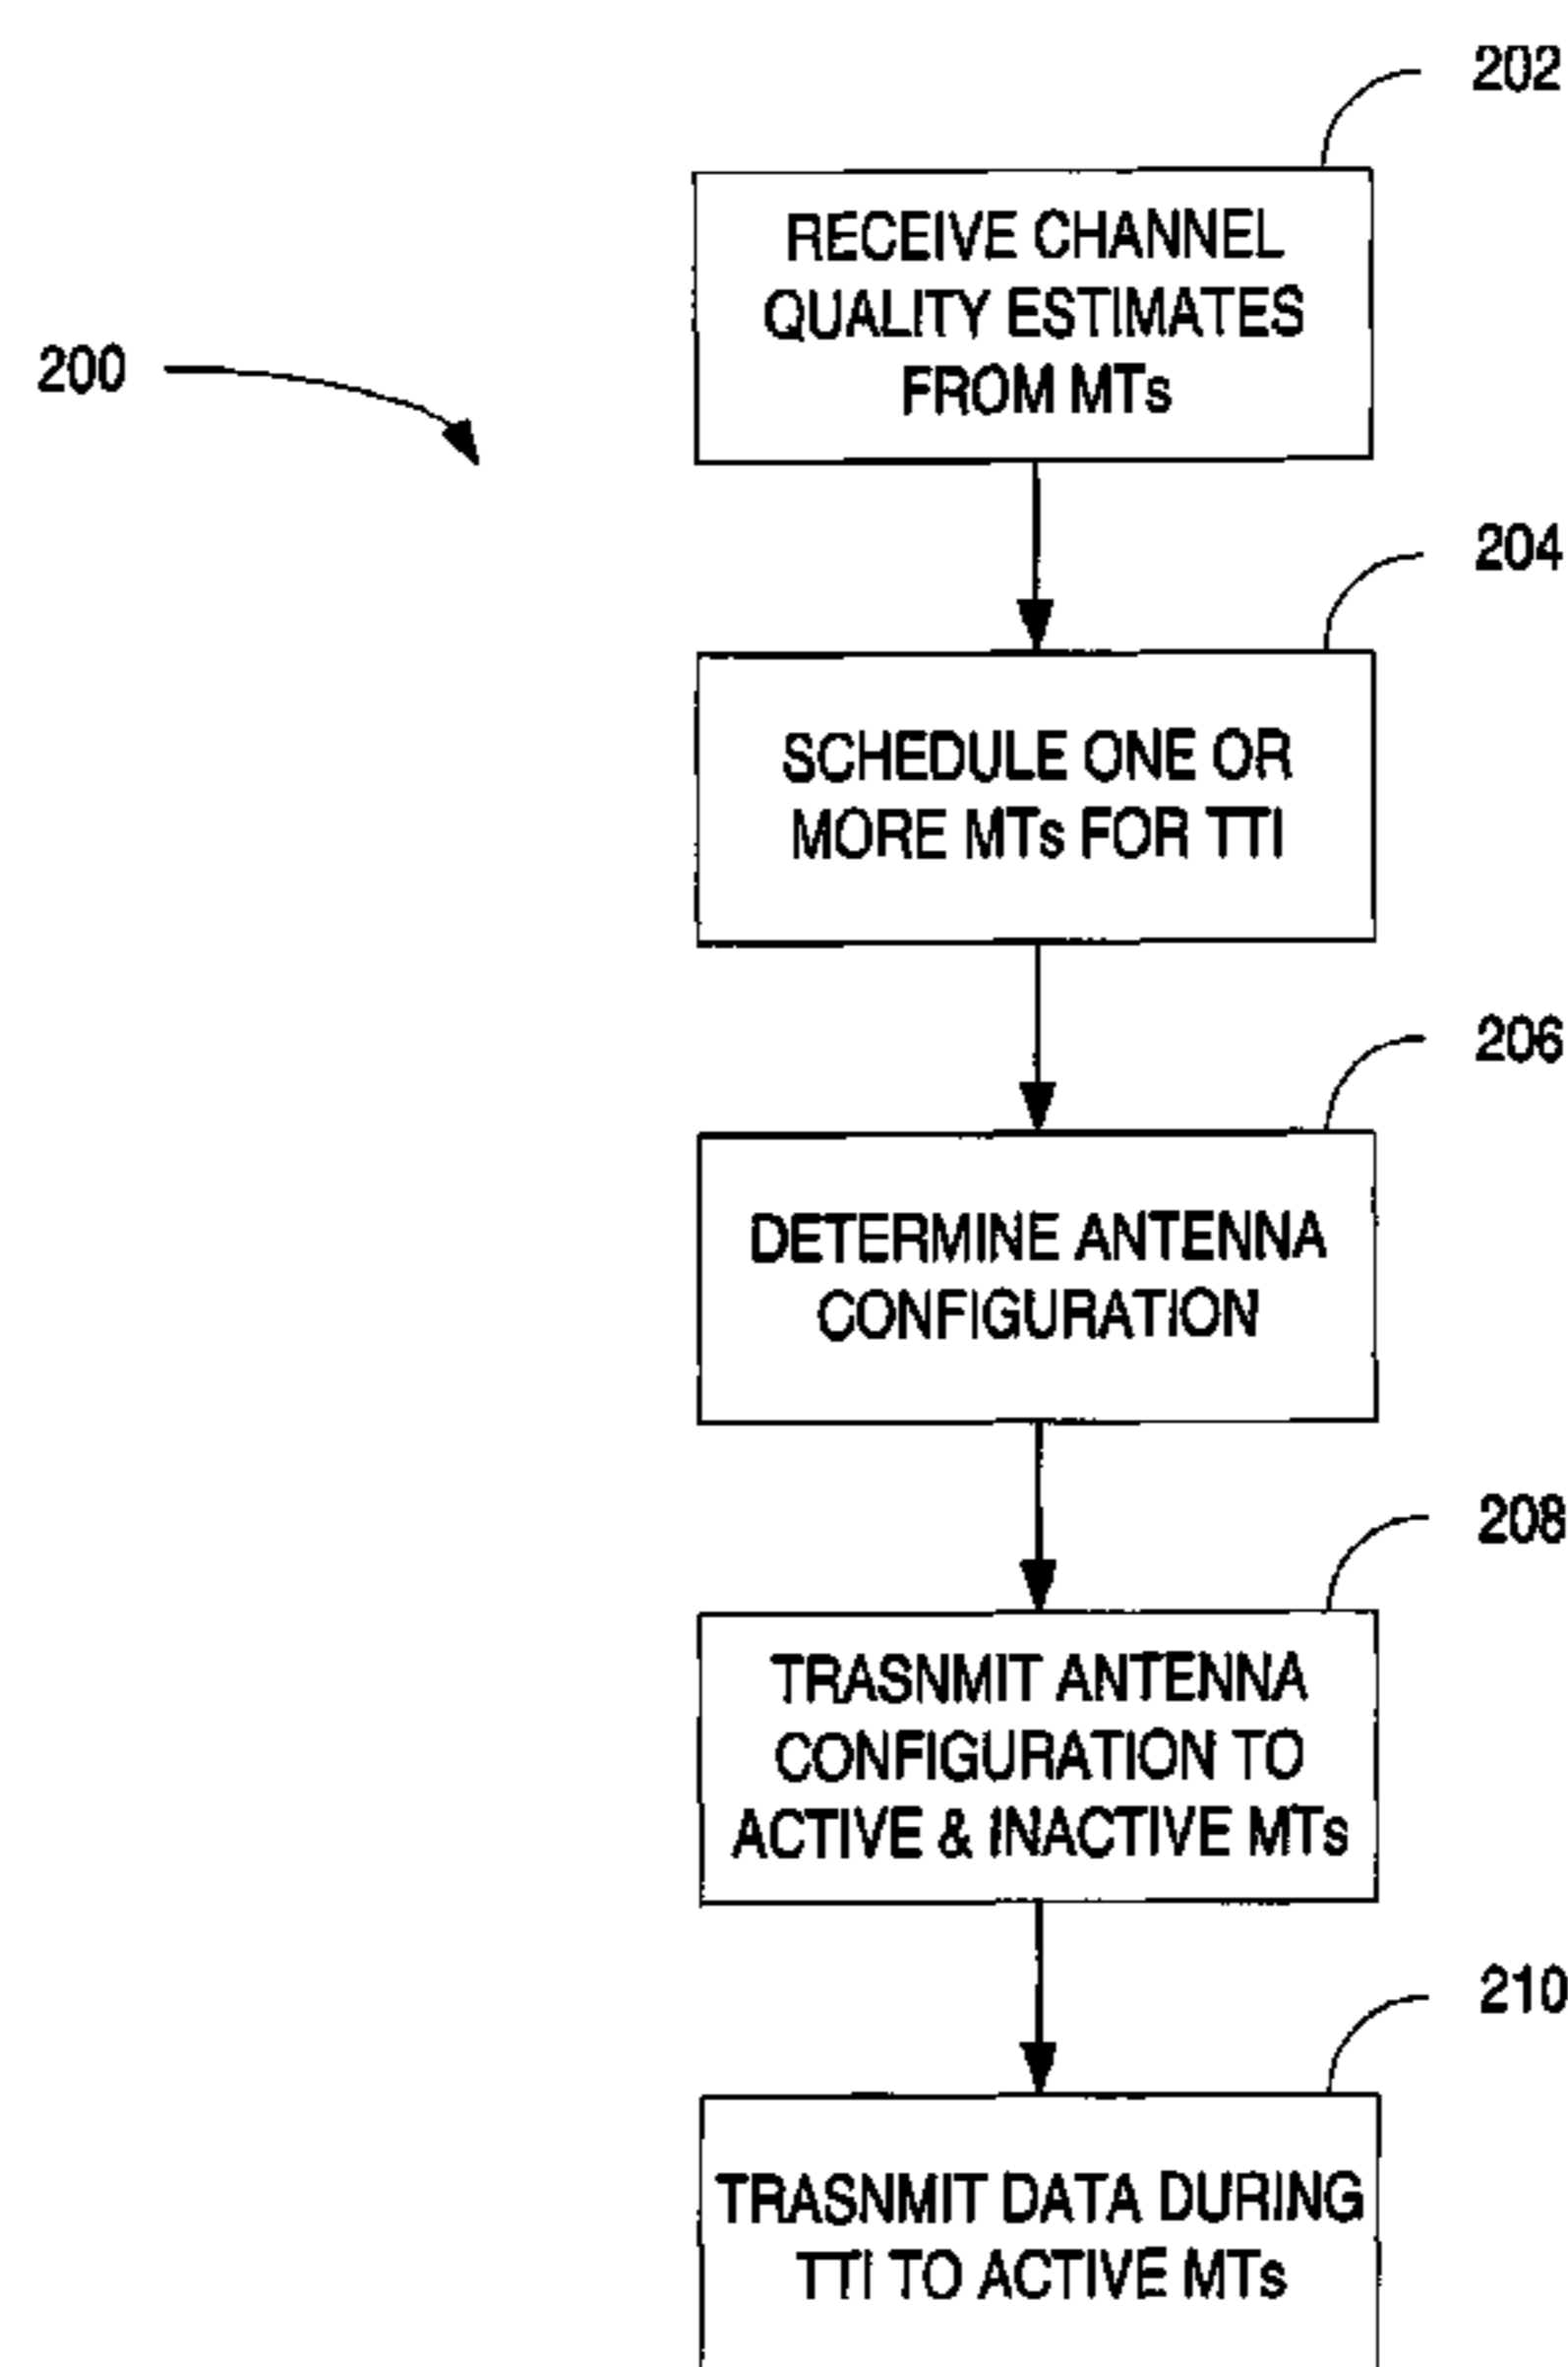 202
RECEIVE CHANNEL
QUALITY ESTIMATES
FROM MTs
200
204
SCHEDULE ONE OR
MORE MTs FOR TTI
206
DETERMINE ANTENNA
CONFIGURATION
208
TRASNMIT ANTENNA
CONFIGURATION TO
ACTIVE & INACTIVE MTs
210
TRASNMIT DATA DURING
TTI TO ACTIVE MTs